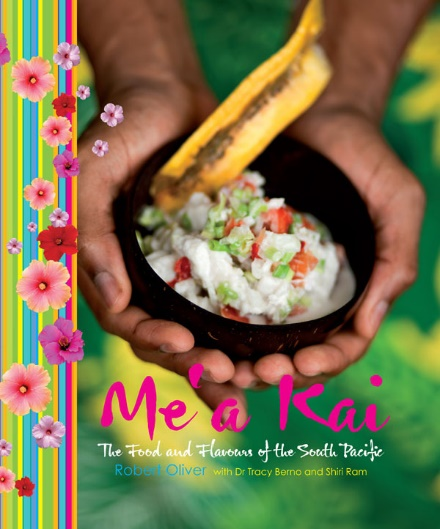 Me'a Kai
The Food and Flavours of the South Pacific
Robert Oliver with Dr Tracy Berno and Shiri Ram